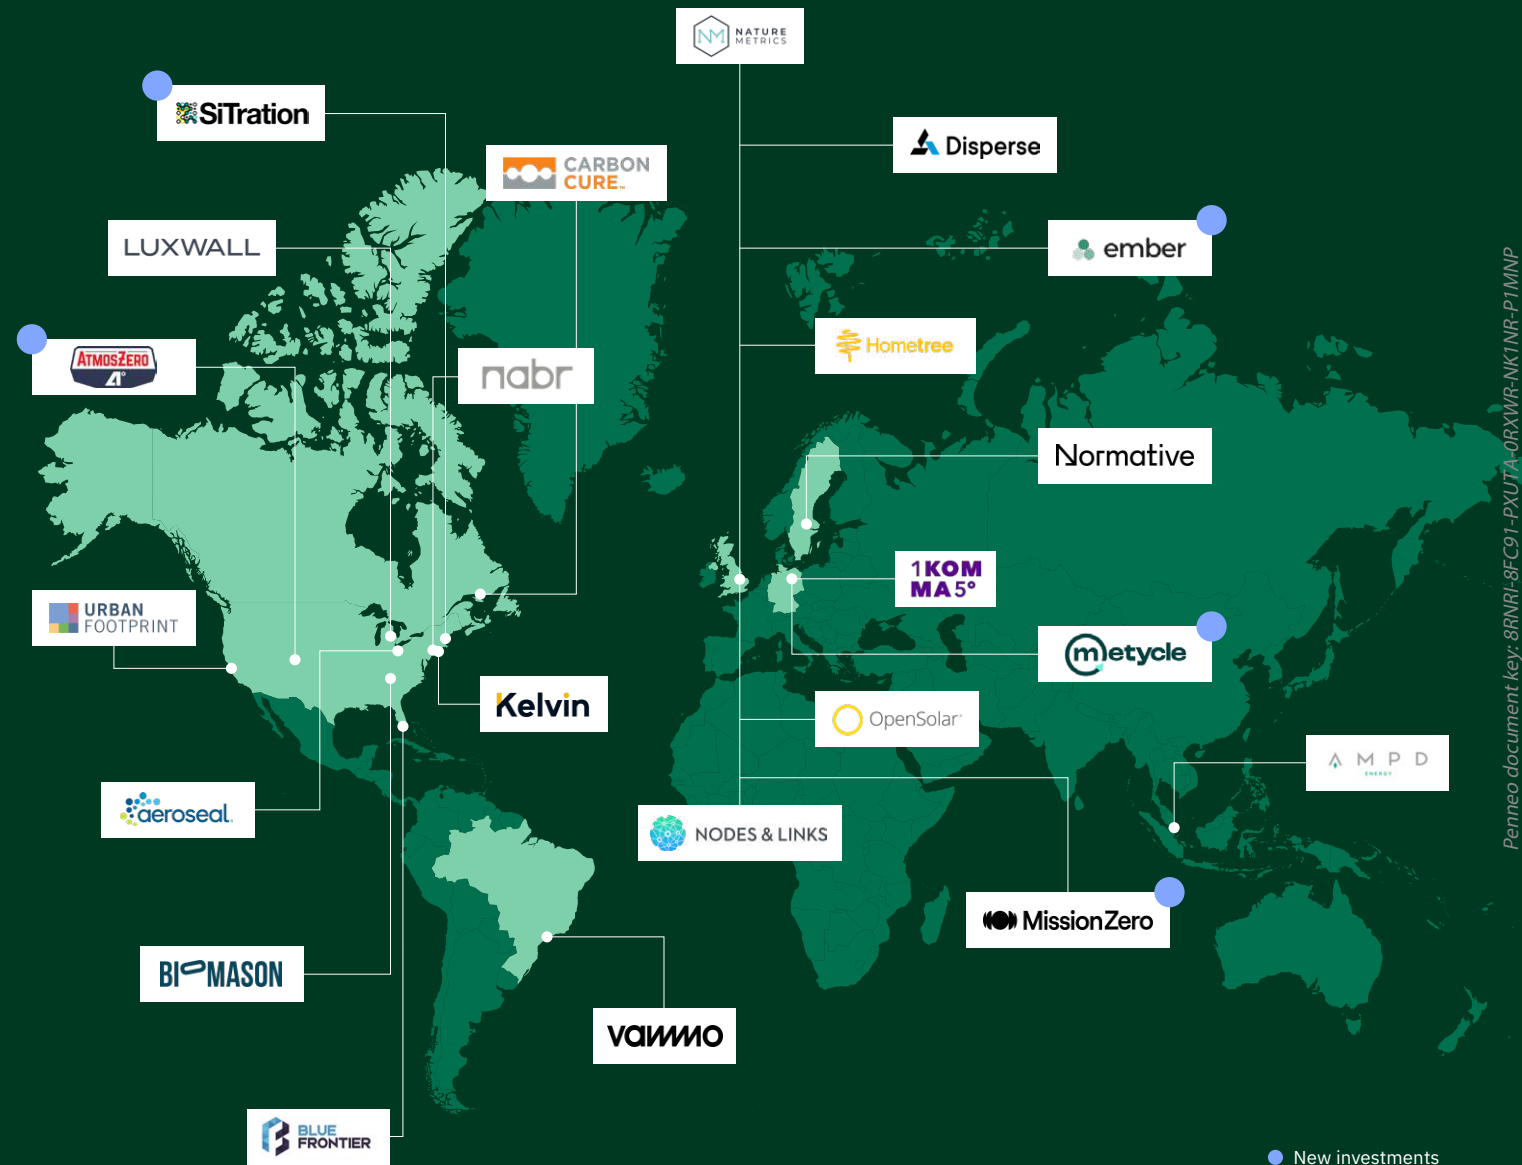 NATURE
METRICS
SiTration
Disperse
CARBON
CURE™
LUXWALL
ember
Hometree
ATMOSZERO
nabr
Normative
1KOM
MA5°
URBAN
FOOTPRINT
metycle
Kelvin
OpenSolar
AMPD
ENERGY
aeroseal
NODES & LINKS
MissionZero
BIOMASON
vammo
BLUE
FRONTIER
New investments
Penneo document key: 8RNRI-8FC91-PXUTA-0RXWR-NK1NR-P1MNP